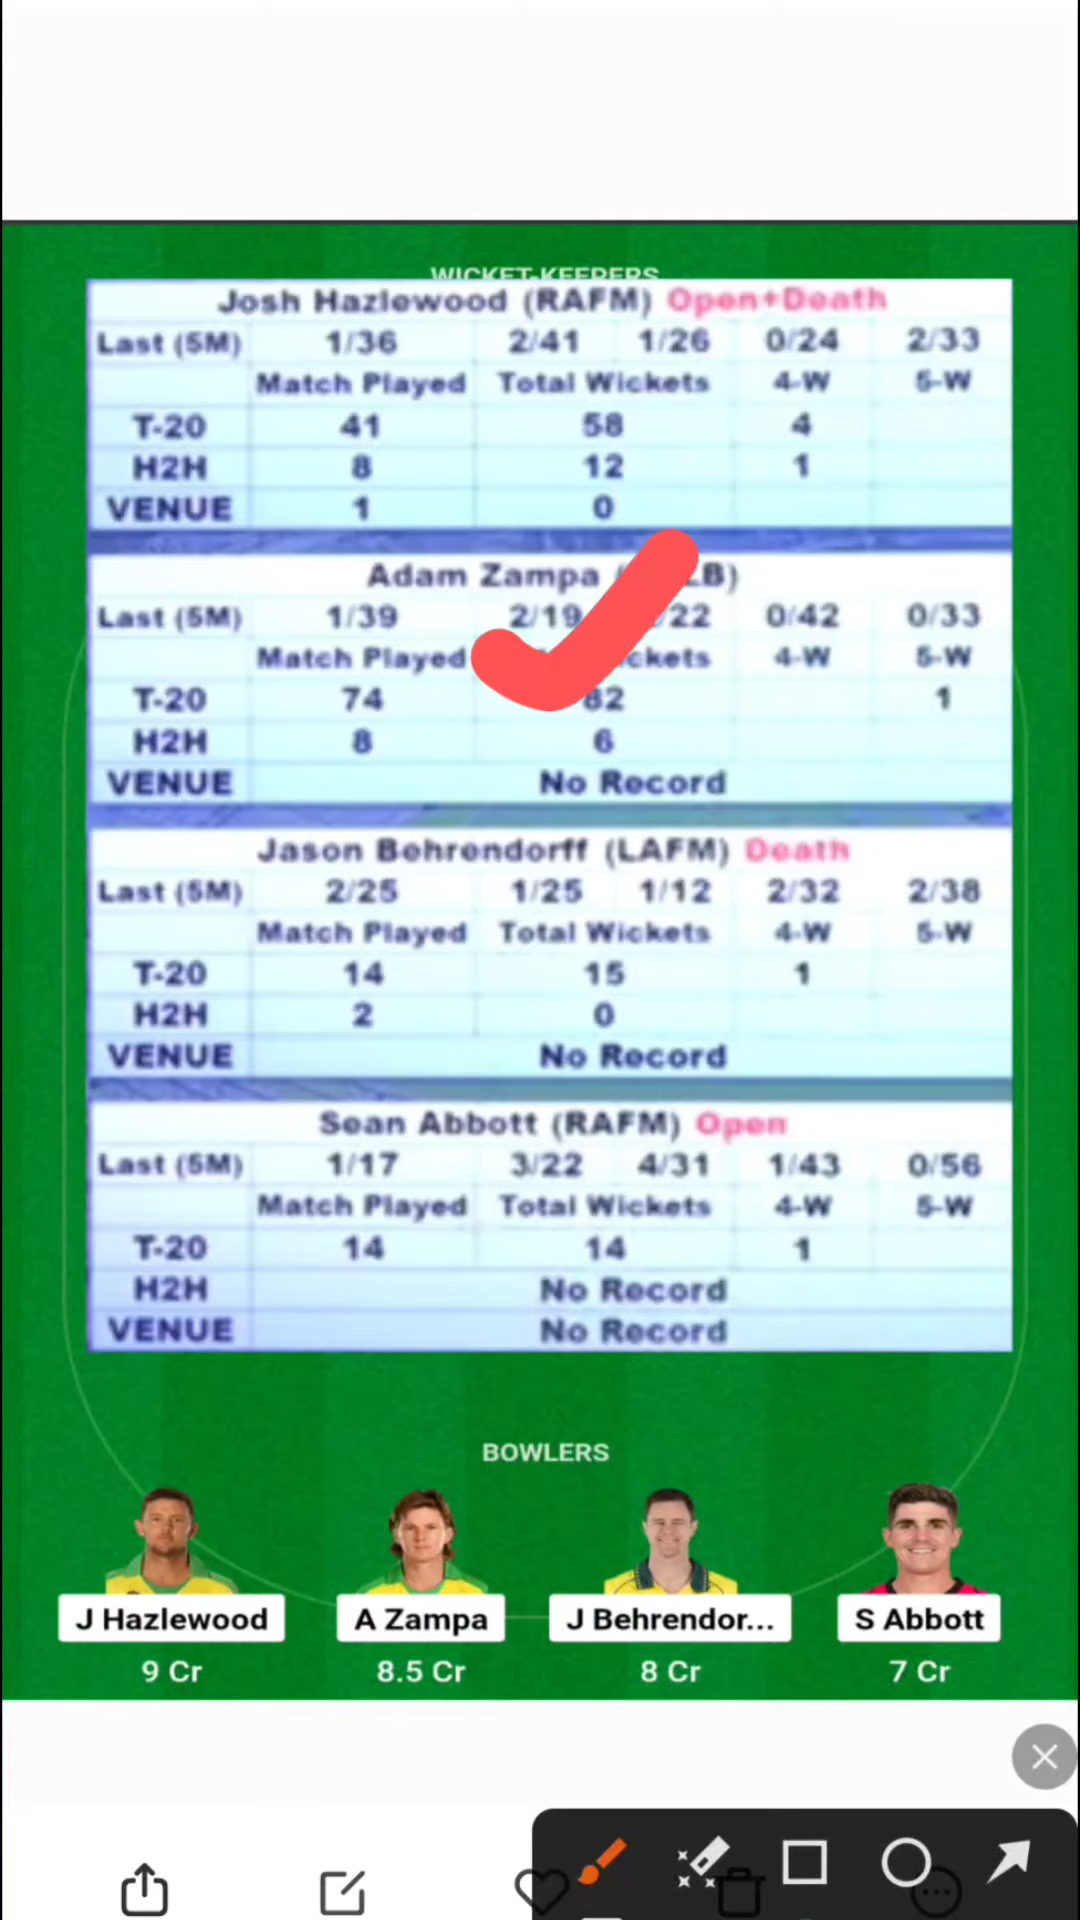 WICKET-KEEPERS
Josh Hazlewood (RAFM) Open+Death
Last (5M) 1/36 2/41 1/26 0/24 2/33
Match Played Total Wickets 4-W 5-W
T-20 41 58 4
H2H 8 12 1
VENUE 1 0
Adam Zampa
Last (5M) 1/39 2/19 0/42 0/33
Match Played 4-W 5-W
T-20 74 82 1
H2H 8 6
VENUE No Record
Jason Behrendorff (LAFM) Death
Last (5M) 2/25 1/25 1/12 2/32 2/38
Match Played Total Wickets 4-W 5-W
T-20 14 15 1
H2H 2 0
VENUE No Record
Sean Abbott (RAFM) Open
Last (5M) 1/17 3/22 4/31 1/43 0/56
Match Played Total Wickets 4-W 5-W
T-20 14 14 1
H2H No Record
VENUE No Record
BOWLERS
J Hazlewood A Zampa J Behrendor... S Abbott
9 Cr 8.5 Cr 8 Cr 7 Cr